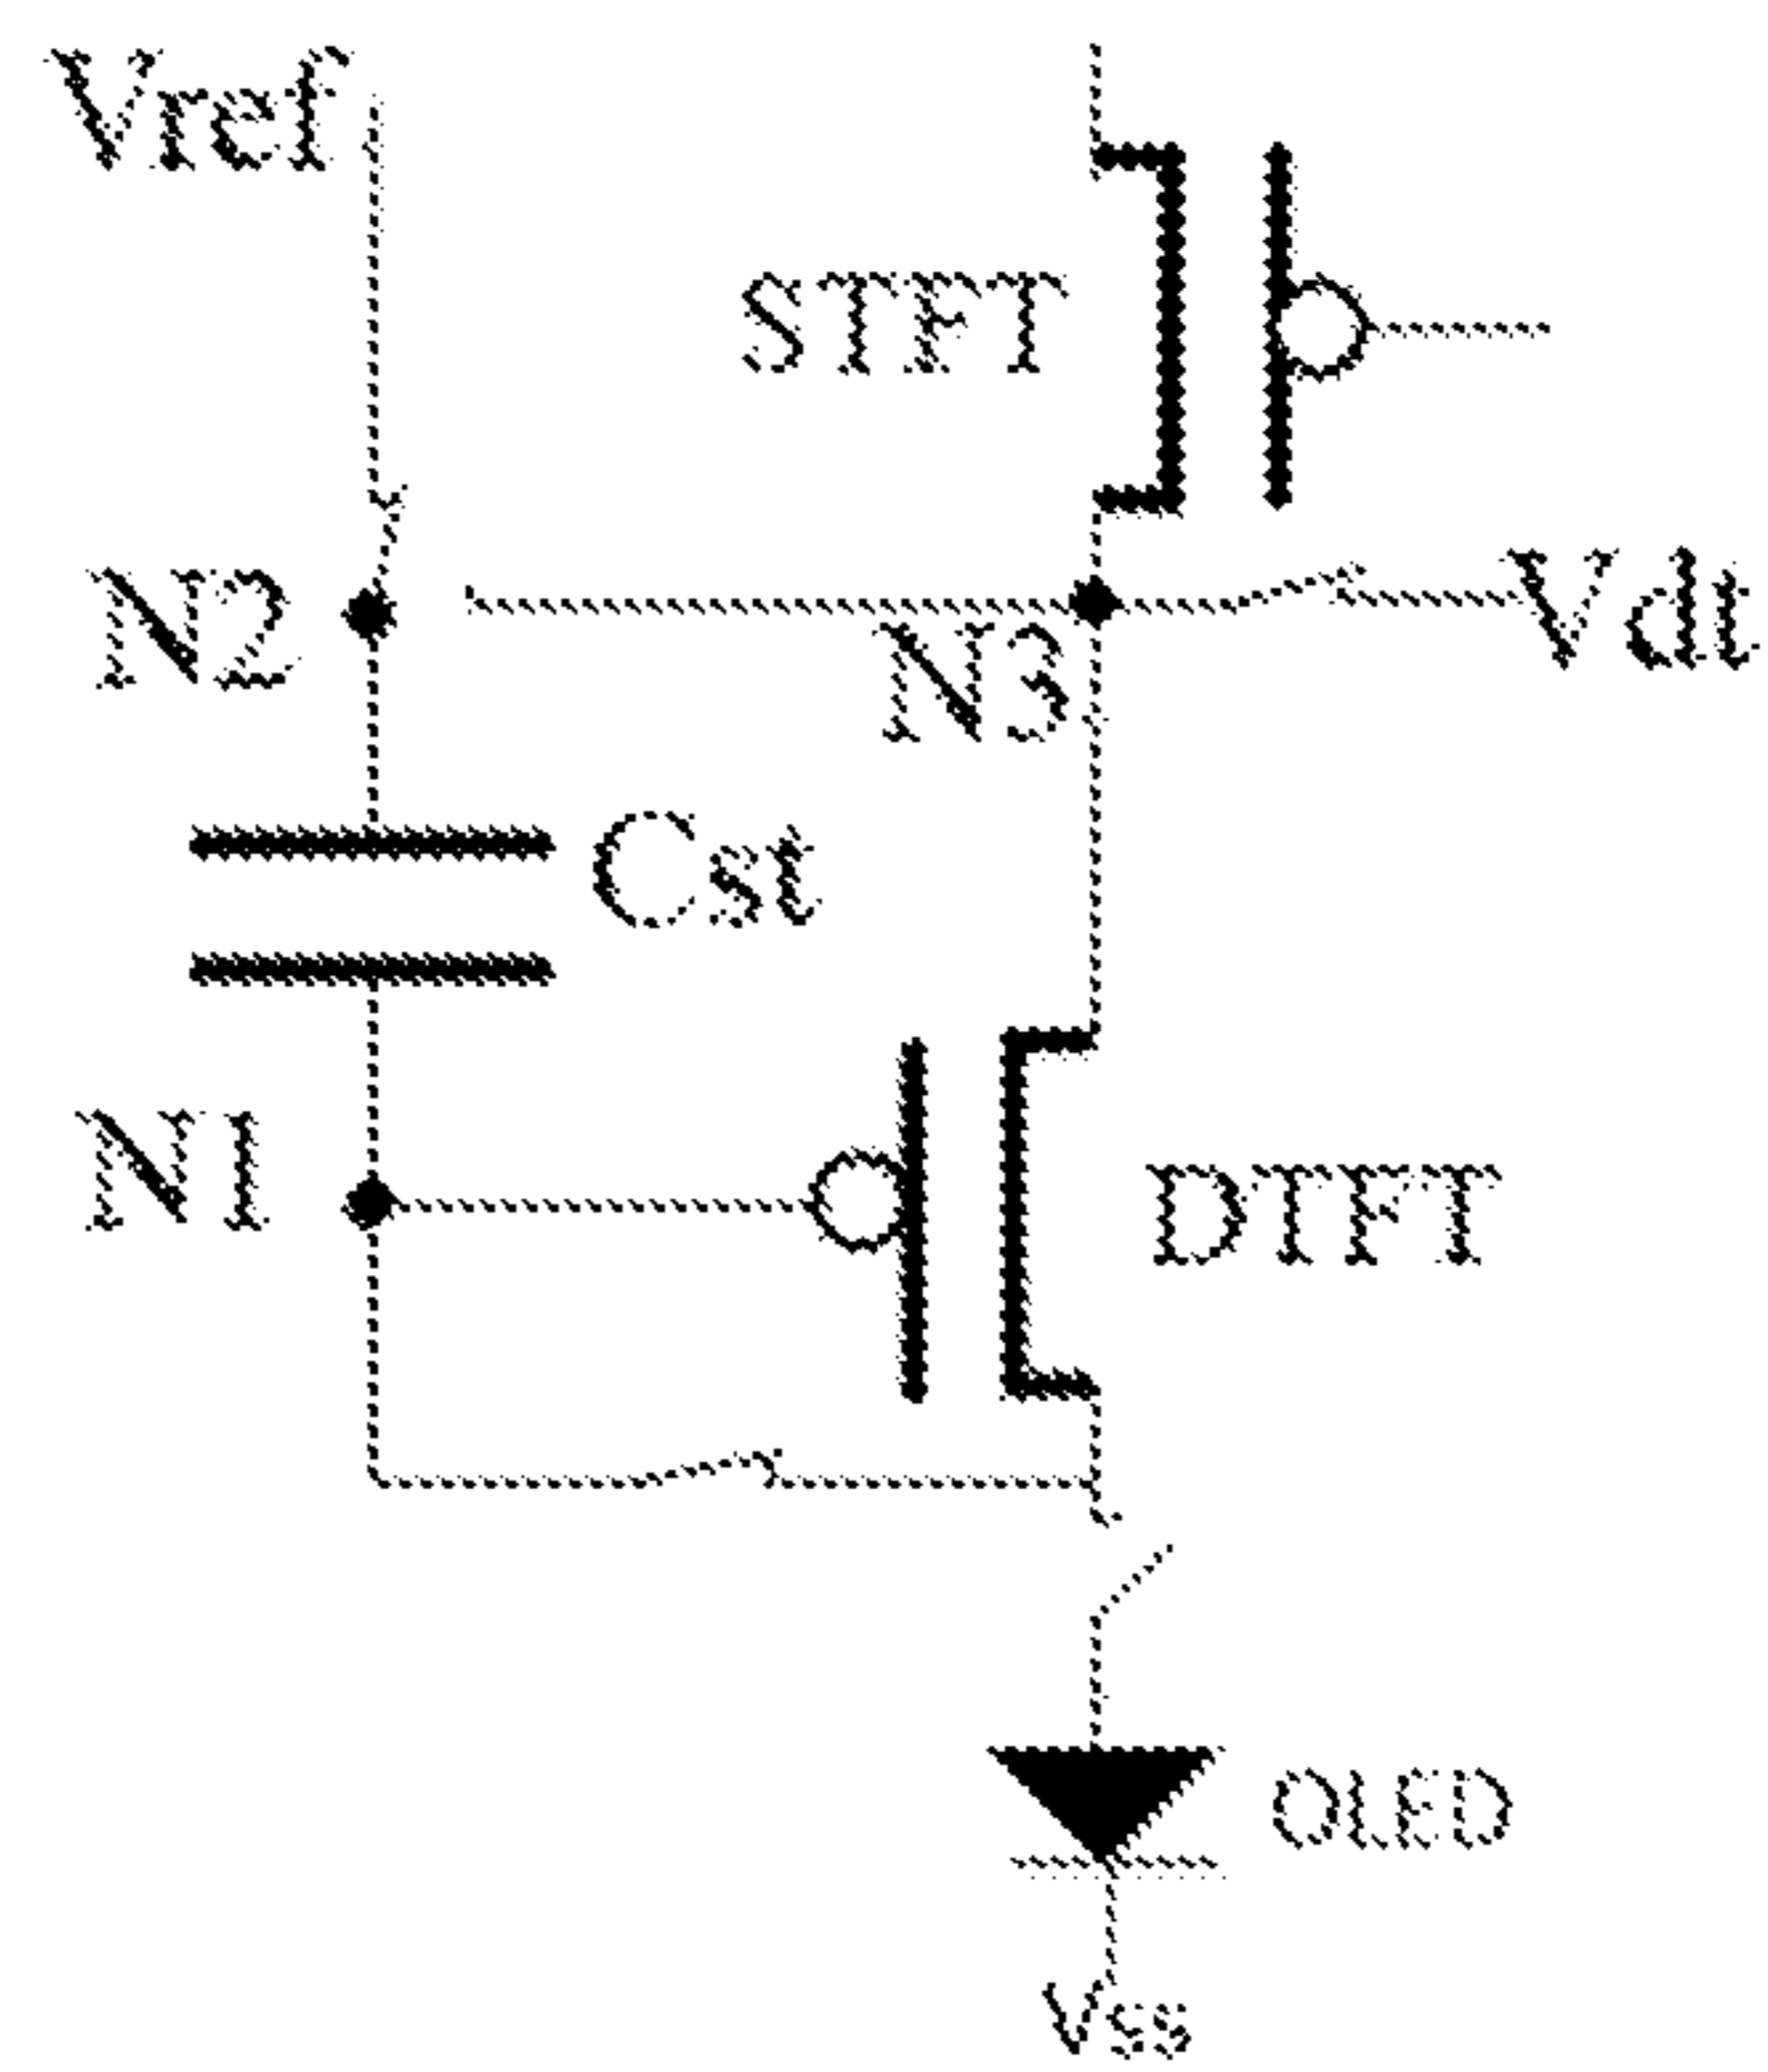 Vref
STFT
N2
Vdt
N3
Cst
N1
DTFT
OLED
Vss